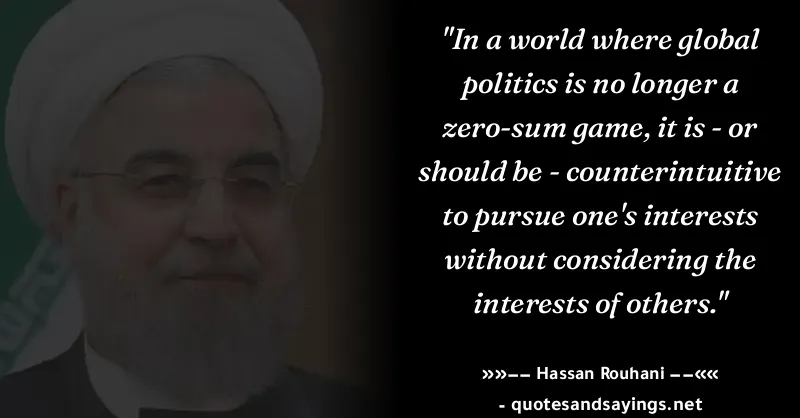 "In a world where global
politics is no longer a
zero-sum game, it is - or
should be - counterintuitive
to pursue one's interests
without considering the
interests of others."
»»-- Hassan Rouhani --««
- quotesandsayings.net